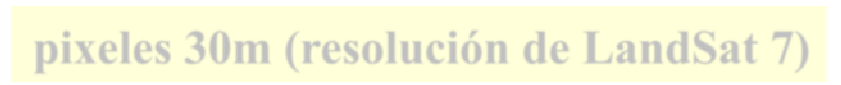 pixeles 30m (resolución de LandSat 7)